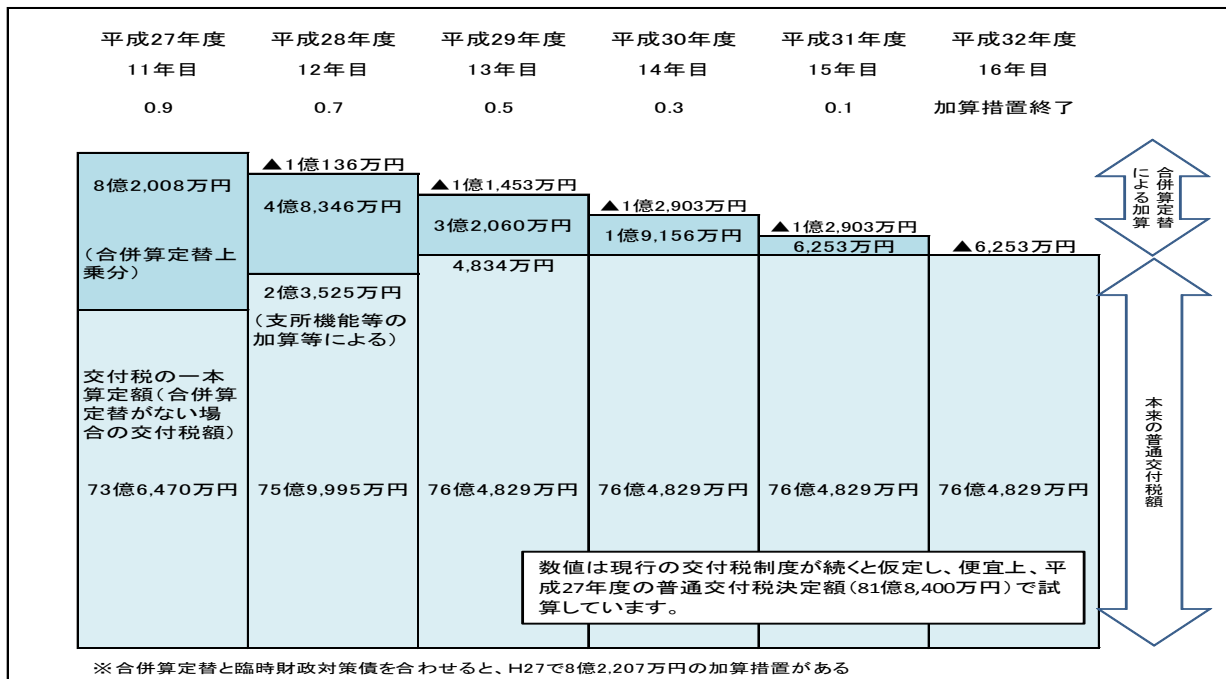 平成27年度 平成28年度 平成29年度 平成30年度 平成31年度 平成32年度
11年目 12年目 13年目 14年目 15年目 16年目
0.9 0.7 0.5 0.3 0.1 加算措置終了
8億2,008万円
(合併算定替上
乗分)
交付税の一本
算定額(合併算
定替がない場
合の交付税額)
73億6,470万円
▲1億136万円
4億8,346万円
2億3,525万円
(支所機能等の
加算等による)
75億9,995万円
▲1億1,453万円
3億2,060万円
4,834万円
76億4,829万円
▲1億2,903万円
1億9,156万円
76億4,829万円
▲1億2,903万円
6,253万円
76億4,829万円
▲6,253万円
76億4,829万円
合併算定替
による加算
本来の普通交付税額
数値は現行の交付税制度が続くと仮定し、便宜上、平
成27年度の普通交付税決定額(81億8,400万円)で試
算しています。
※合併算定替と臨時財政対策債を合わせると、H27で8億2,207万円の加算措置がある